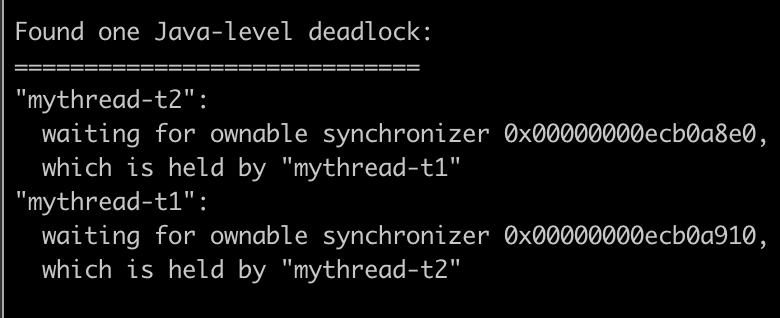 Found one Java-level deadlock:
=============================
"mythread-t2":
  waiting for ownable synchronizer 0x00000000ecb0a8e0,
  which is held by "mythread-t1"
"mythread-t1":
  waiting for ownable synchronizer 0x00000000ecb0a910,
  which is held by "mythread-t2"